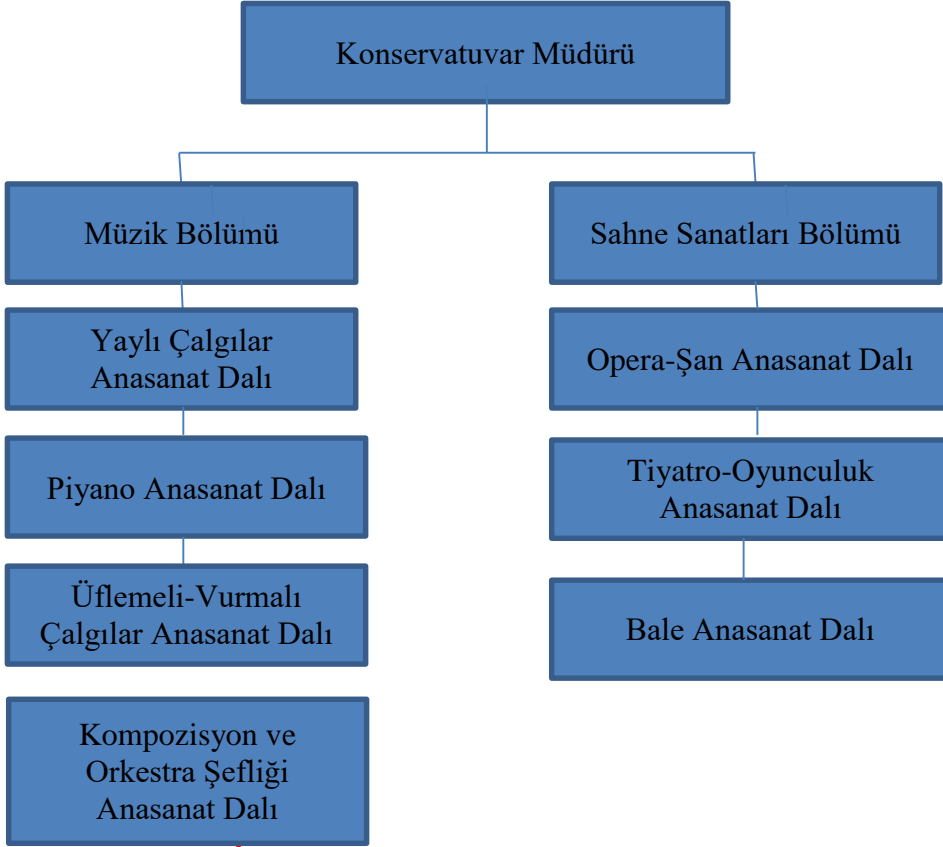 Konservatuvar Müdürü
Müzik Bölümü
Sahne Sanatları Bölümü
Yaylı Çalgılar
Anasanat Dalı
Opera-Şan Anasanat Dalı
Piyano Anasanat Dalı
Tiyatro-Oyunculuk
Anasanat Dalı
Üflemeli-Vurmalı
Çalgılar Anasanat Dalı
Bale Anasanat Dalı
Kompozisyon ve
Orkestra Şefliği
Anasanat Dalı